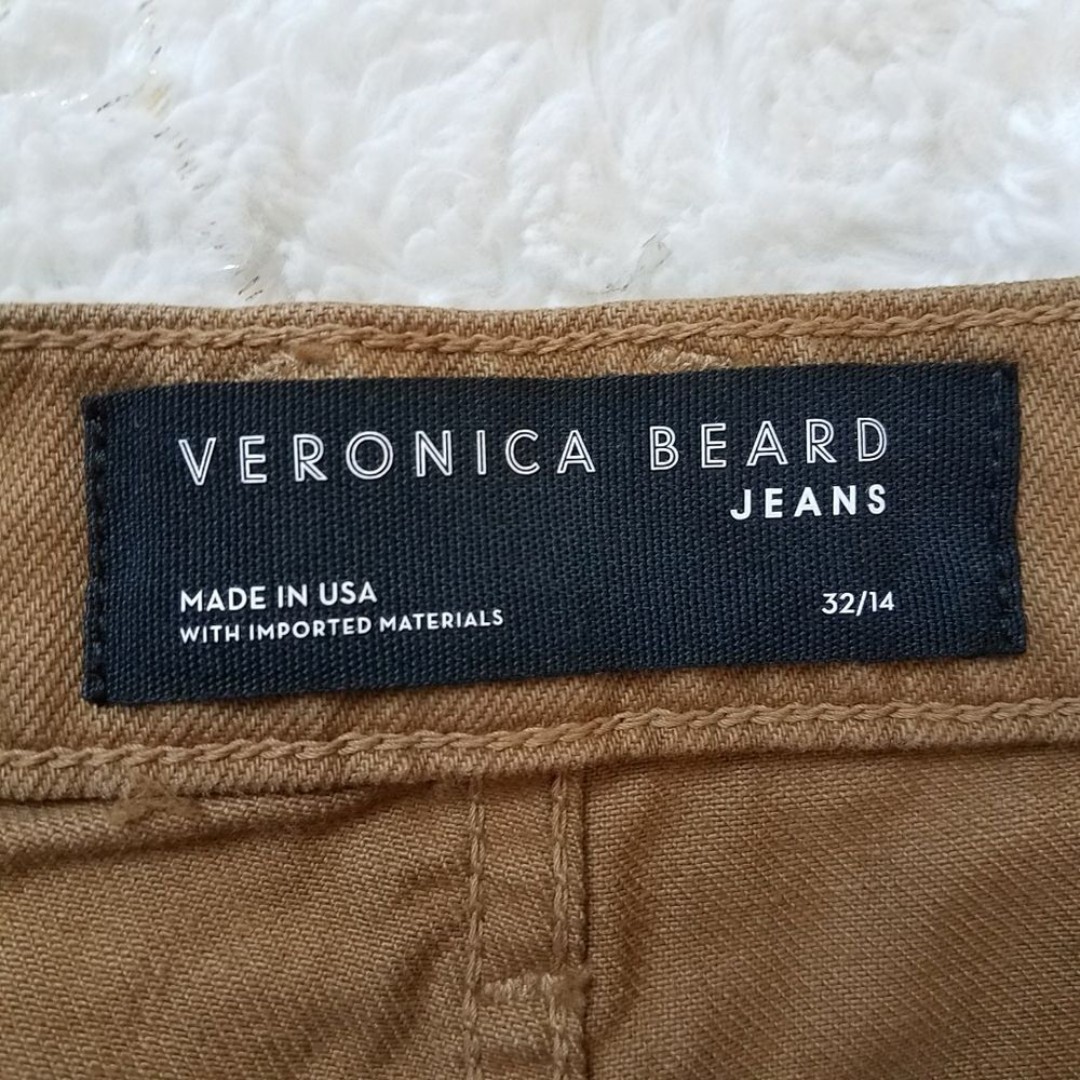 VERONICA BEARD
JEANS
MADE IN USA
WITH IMPORTED MATERIALS
32/14